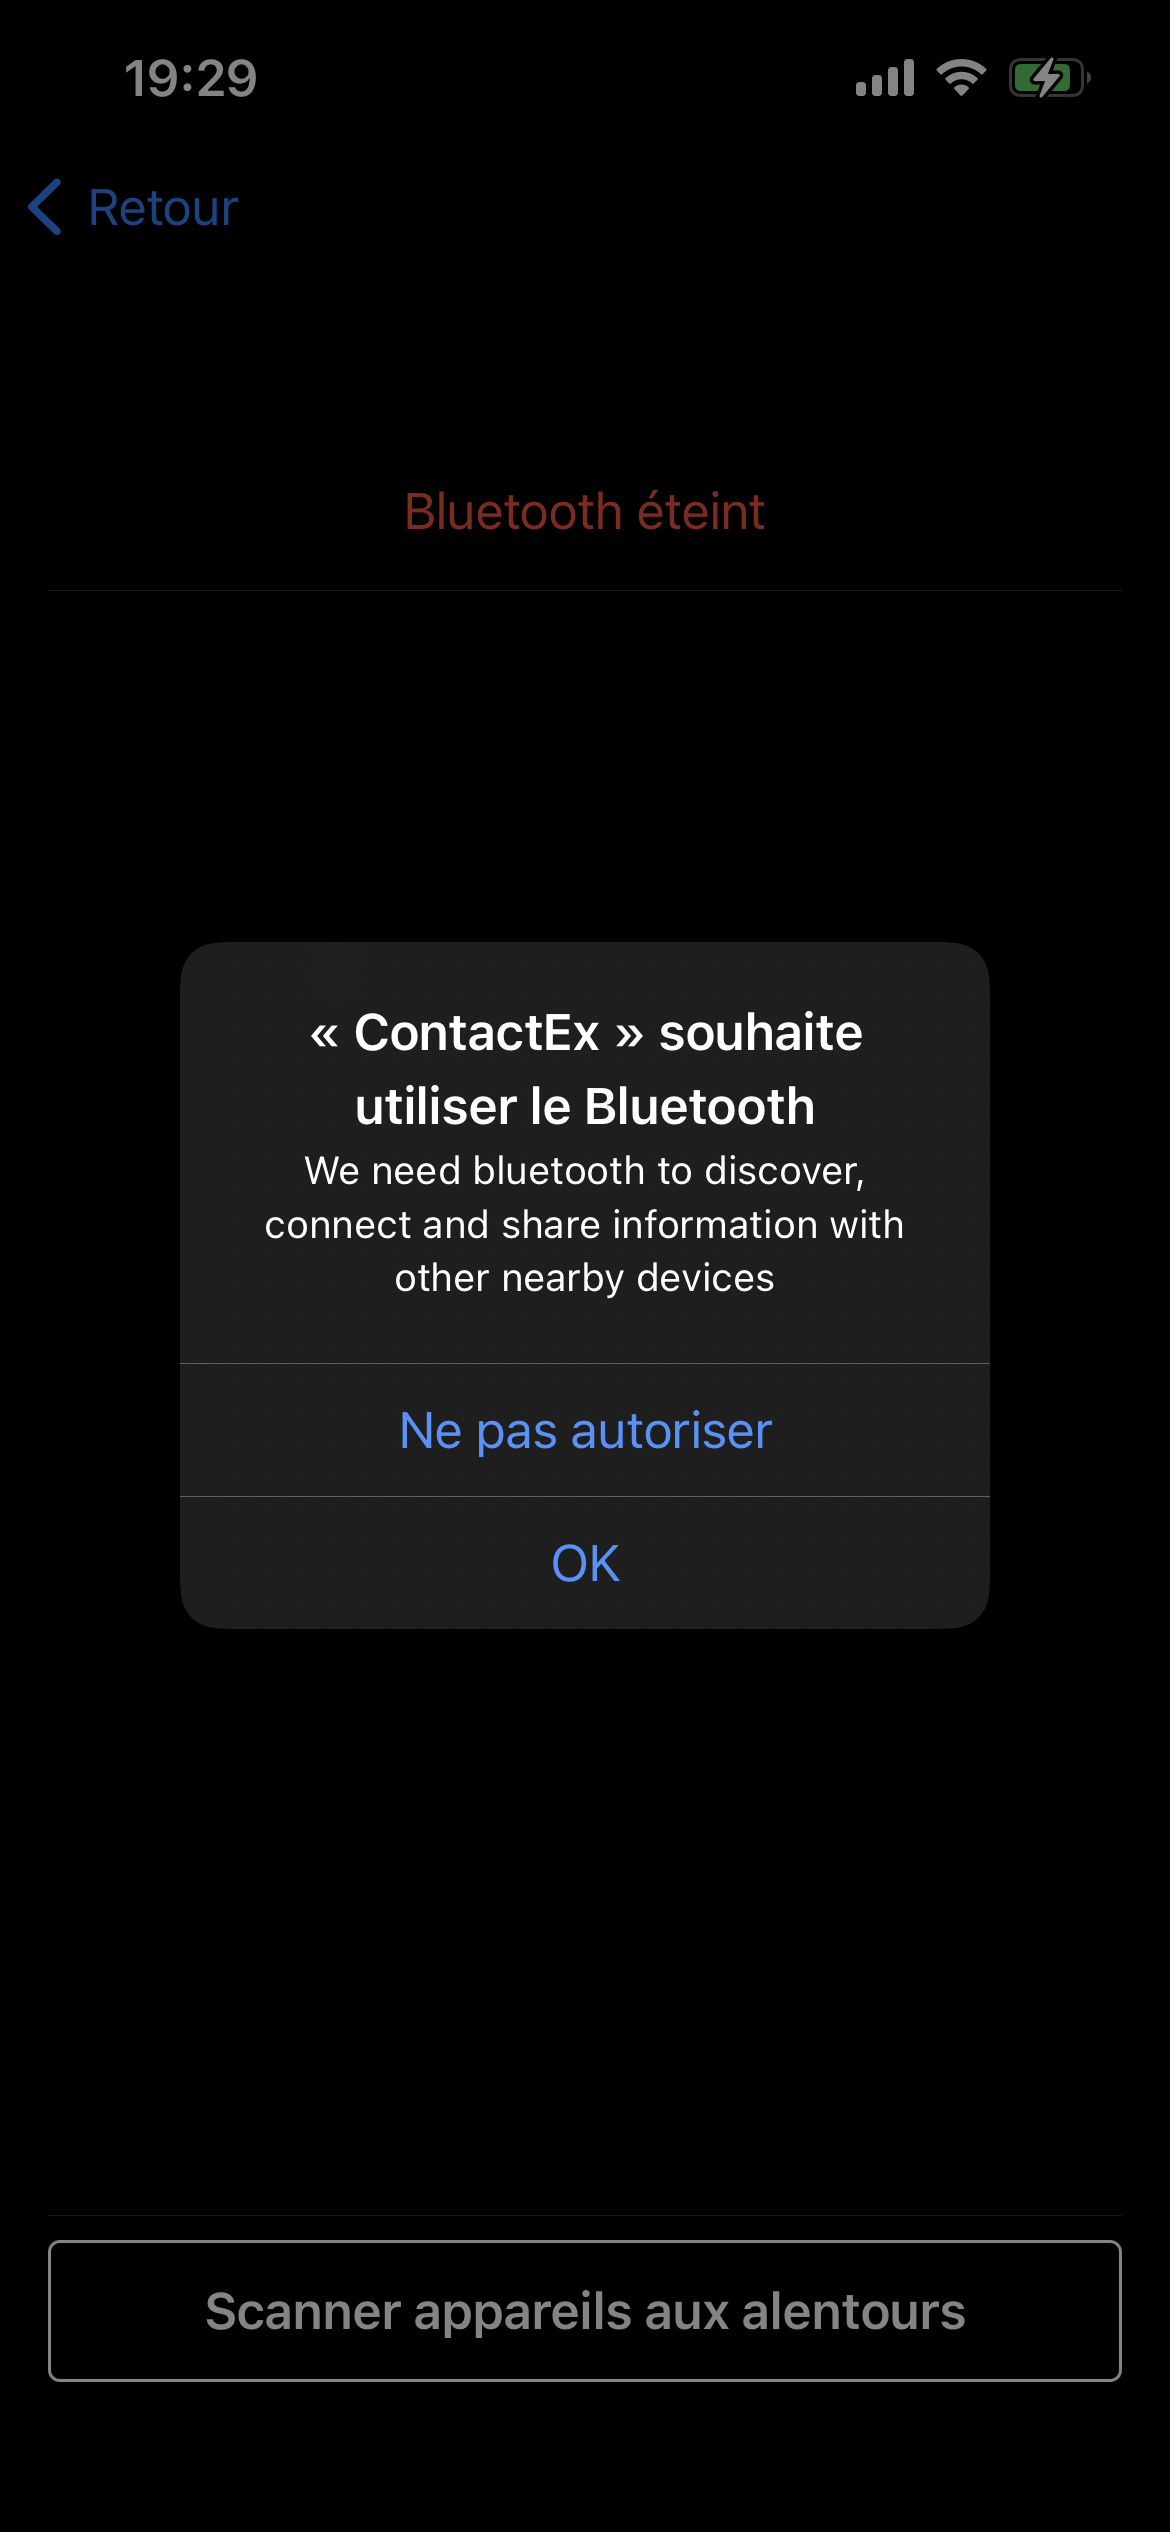 19:29
Retour
Bluetooth éteint
« ContactEx » souhaite
utiliser le Bluetooth
We need bluetooth to discover,
connect and share information with
other nearby devices
Ne pas autoriser
OK
Scanner appareils aux alentours